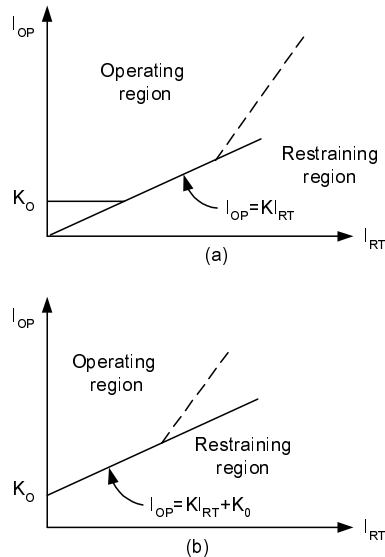 I_OP
Operating
region
Restraining
region
K_O
I_OP=KI_RT
I_RT
(a)
I_OP
Operating
region
Restraining
region
K_O
I_OP=KI_RT+K_0
I_RT
(b)